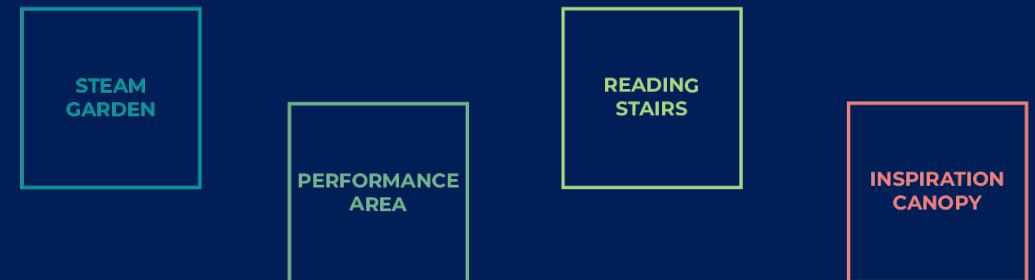 STEAM
GARDEN
PERFORMANCE
AREA
READING
STAIRS
INSPIRATION
CANOPY